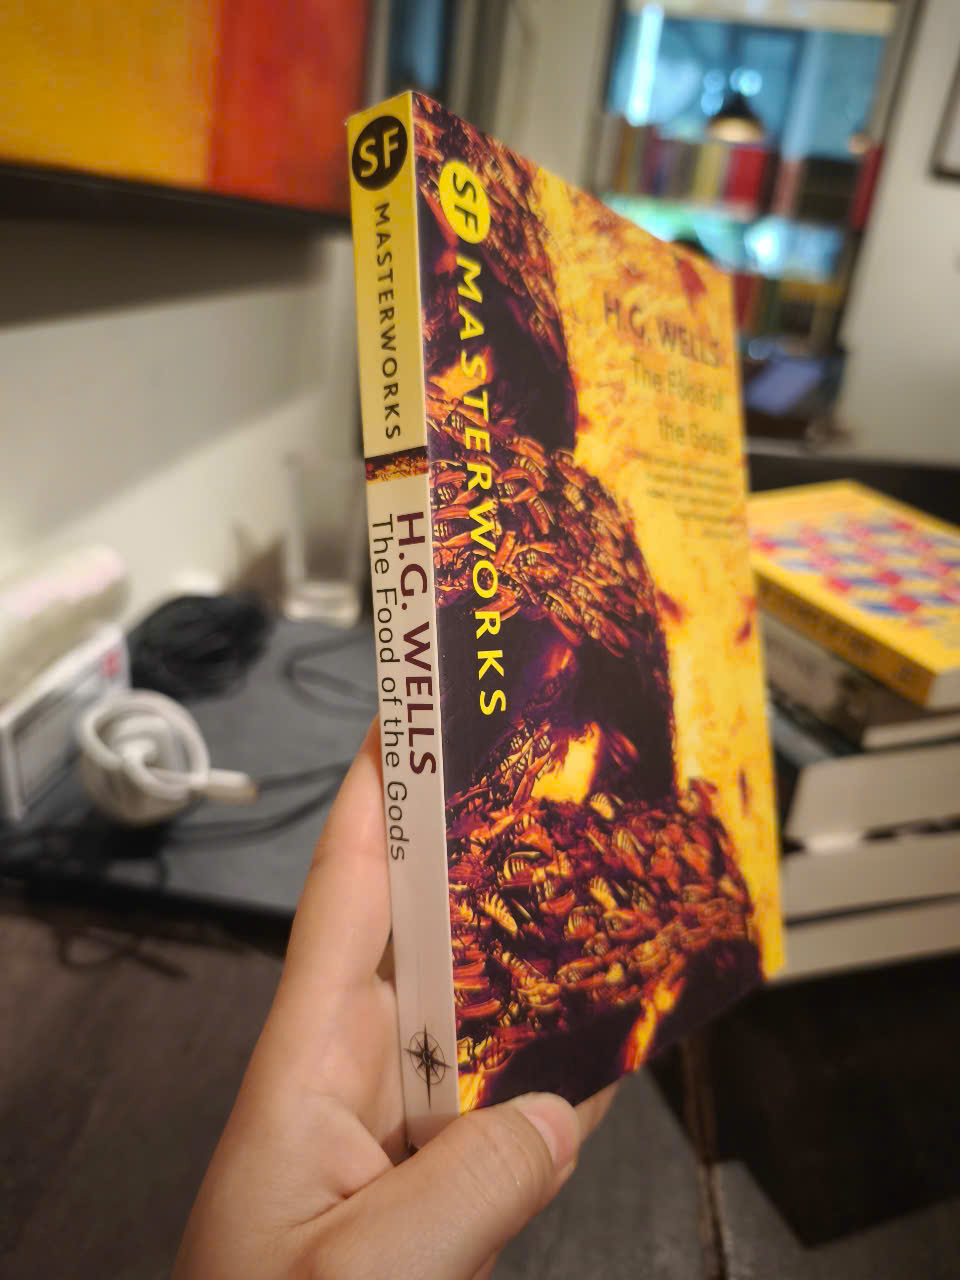 SF
MASTERWORKS
H.G. WELLS
The Food of the Gods
SF MASTERWORKS
H.G. WELLS
The Food of
the Gods